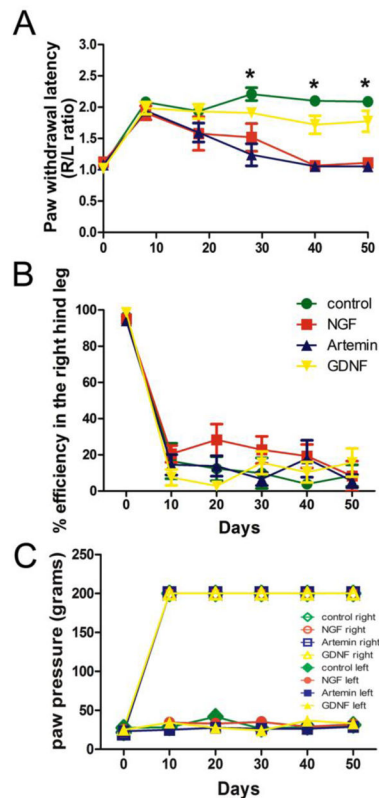 A
Paw withdrawal latency
(R/L ratio)
3.0
2.5
2.0
1.5
1.0
0.5
0.0
* * *
0 10 20 30 40 50
B
% efficiency in the right hind leg
100
80
60
40
20
0
control
NGF
Artemin
GDNF
0 10 20 30 40 50
Days
C
paw pressure (grams)
250
200
150
100
50
0
control right
NGF right
Artemin right
GDNF right
control left
NGF left
Artemin left
GDNF left
0 10 20 30 40 50
Days